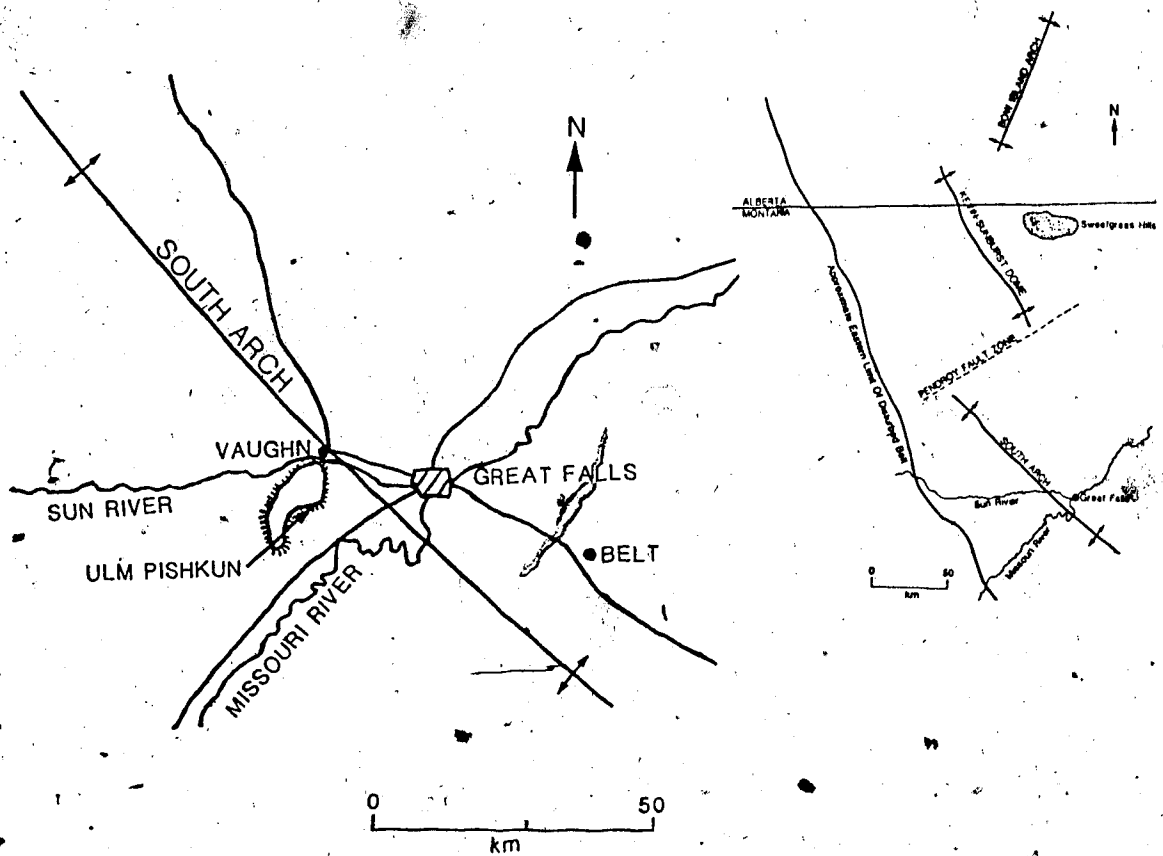 N
SOUTH ARCH
VAUGHN
GREAT FALLS
SUN RIVER
ULM PISHKUN
BELT
MISSOURI RIVER
0 50
km
BOW ISLAND ARCH
N
ALBERTA
MONTANA
KEVIN-SUNBURST DOME
Sweetgrass Hills
Approximate Eastern Limit Of Disturbed Belt
PENDROY FAULT ZONE
SOUTH ARCH
Sun River
Great Falls
Missouri River
0 50
km